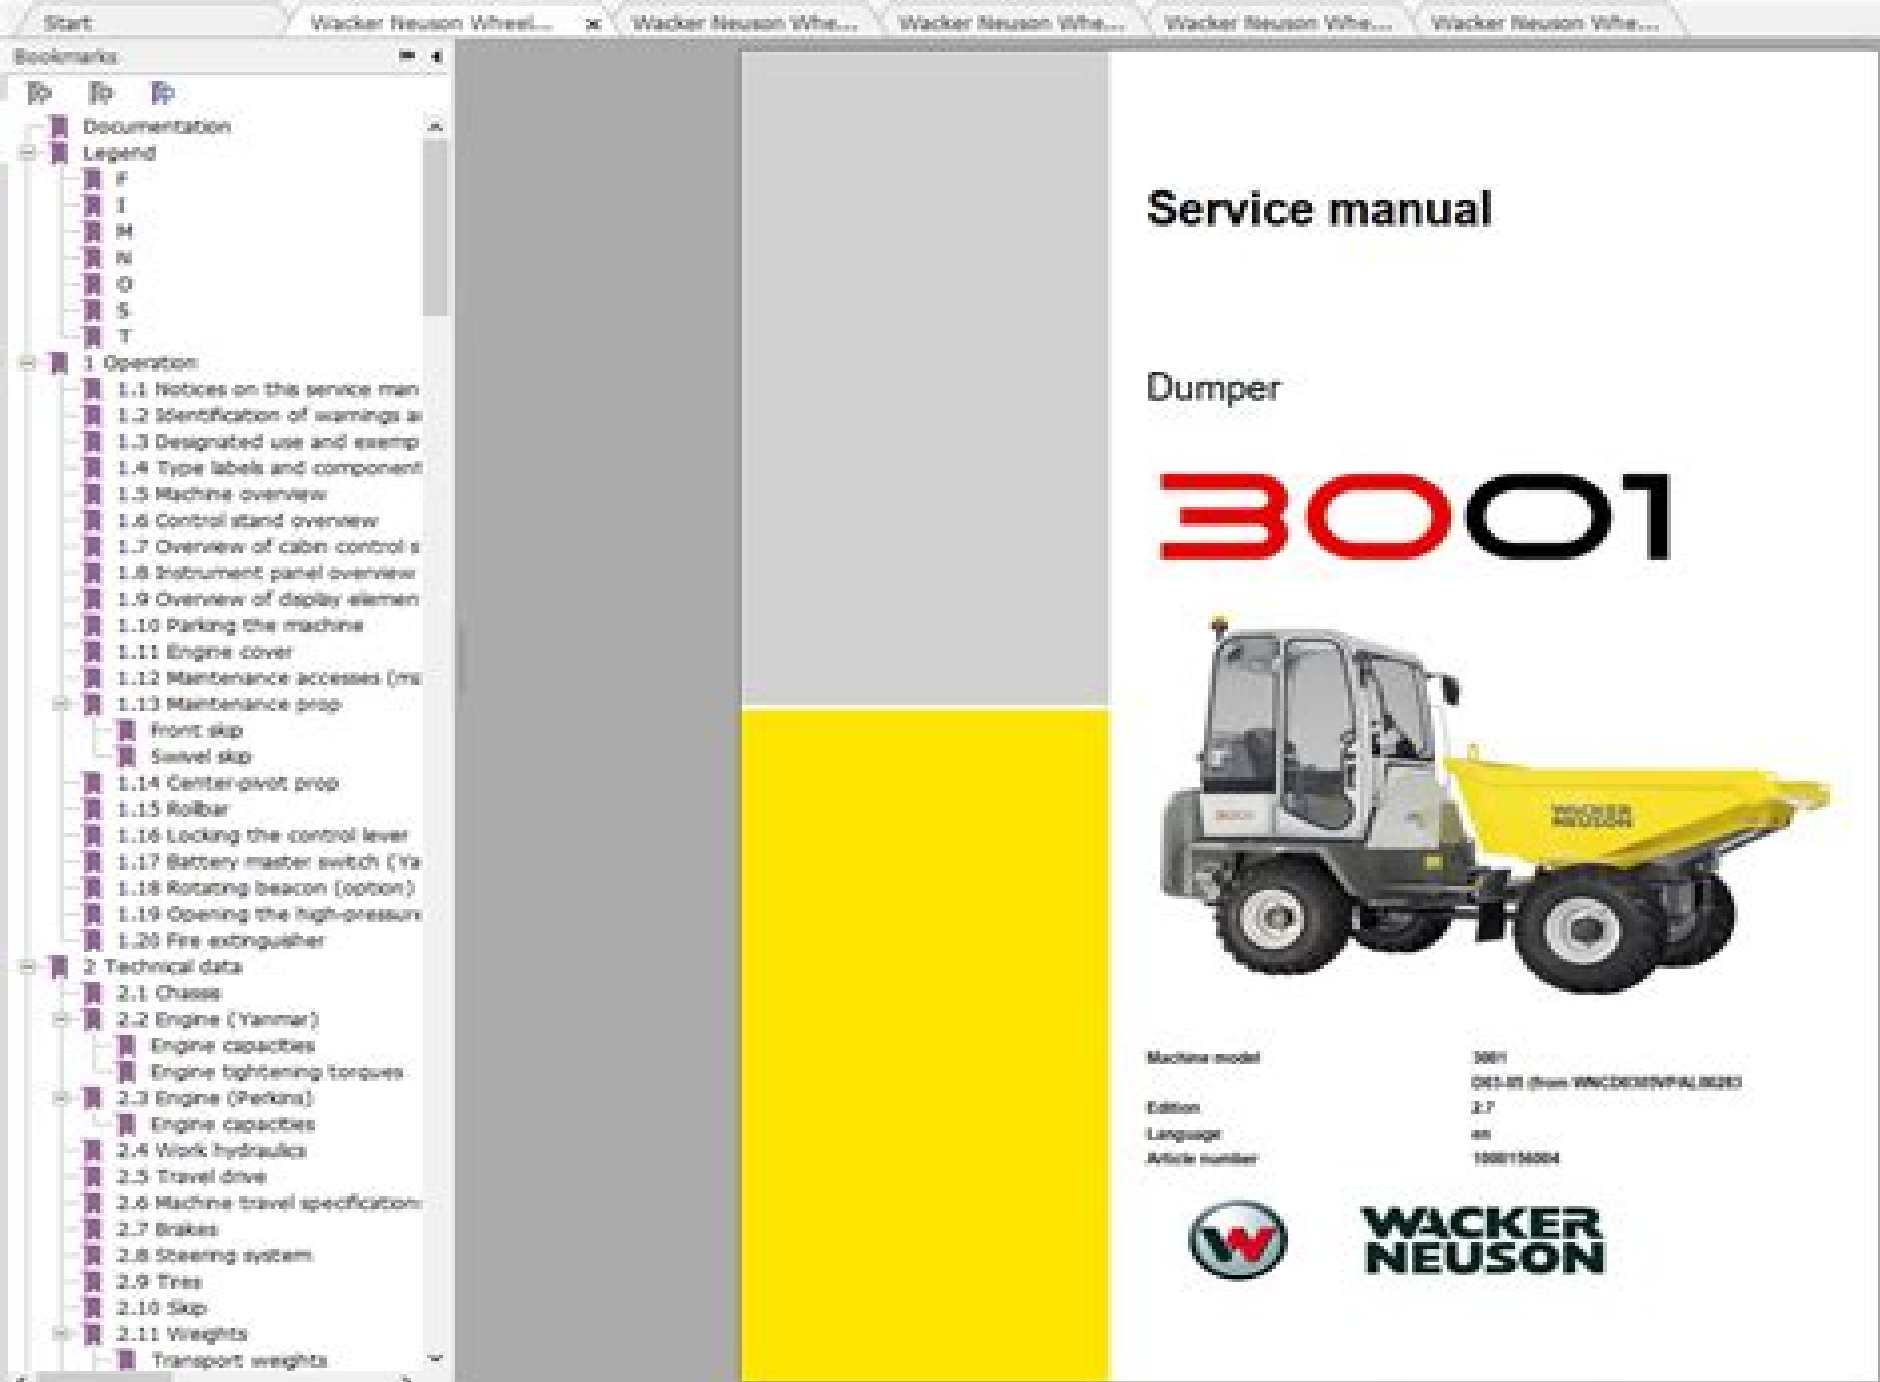 Start
Wacker Neuson Wheel...
Wacker Neuson Whe...
Wacker Neuson Whe...
Wacker Neuson Whe...
Wacker Neuson Whe...
Bookmarks
Documentation
Legend
F
I
M
N
O
S
T
1 Operation
1.1 Notices on this service man
1.2 Identification of warnings a
1.3 Designated use and exemp
1.4 Type labels and component
1.5 Machine overview
1.6 Control stand overview
1.7 Overview of cabin control s
1.8 Instrument panel overview
1.9 Overview of display elemen
1.10 Parking the machine
1.11 Engine cover
1.12 Maintenance accesses (ma
1.13 Maintenance prop
Front skip
Swivel skip
1.14 Center-pivot prop
1.15 Rollbar
1.16 Locking the control lever
1.17 Battery master switch (Ya
1.18 Rotating beacon (option)
1.19 Opening the high-pressure
1.20 Fire extinguisher
2 Technical data
2.1 Chassis
2.2 Engine (Yanmar)
Engine capacities
Engine tightening torques
2.3 Engine (Perkins)
Engine capacities
2.4 Work hydraulics
2.5 Travel drive
2.6 Machine travel specifications
2.7 Brakes
2.8 Steering system
2.9 Tires
2.10 Skip
2.11 Weights
Transport weights
Service manual
Dumper
3001
WACKER
NEUSON
Machine model 3001
D03-05 (from
Edition 2.7
Language en
Article number
W
WACKER
NEUSON